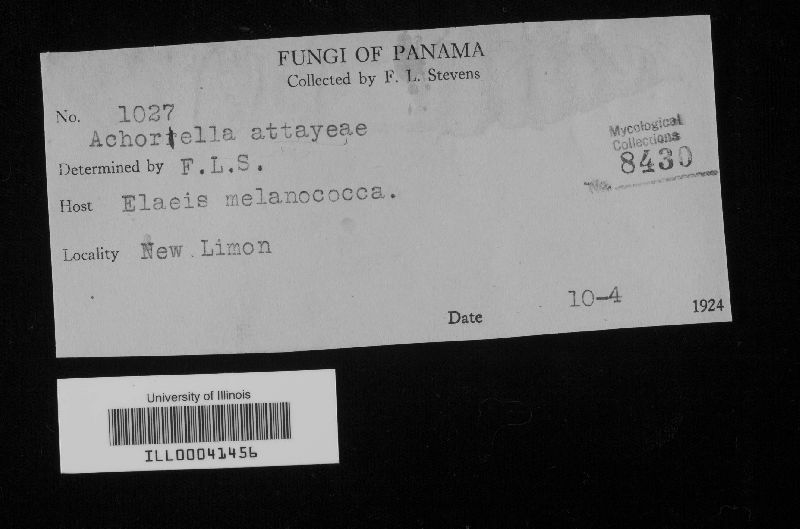 FUNGI OF PANAMA
Collected by F. L. Stevens
No. 1027
Achortella attayeae
Determined by F.L.S.
Mycological
Collections
No. 8430
Host Elaeis melanococca.
Locality New Limon
Date 10-4 1924
University of Illinois
ILL00041456